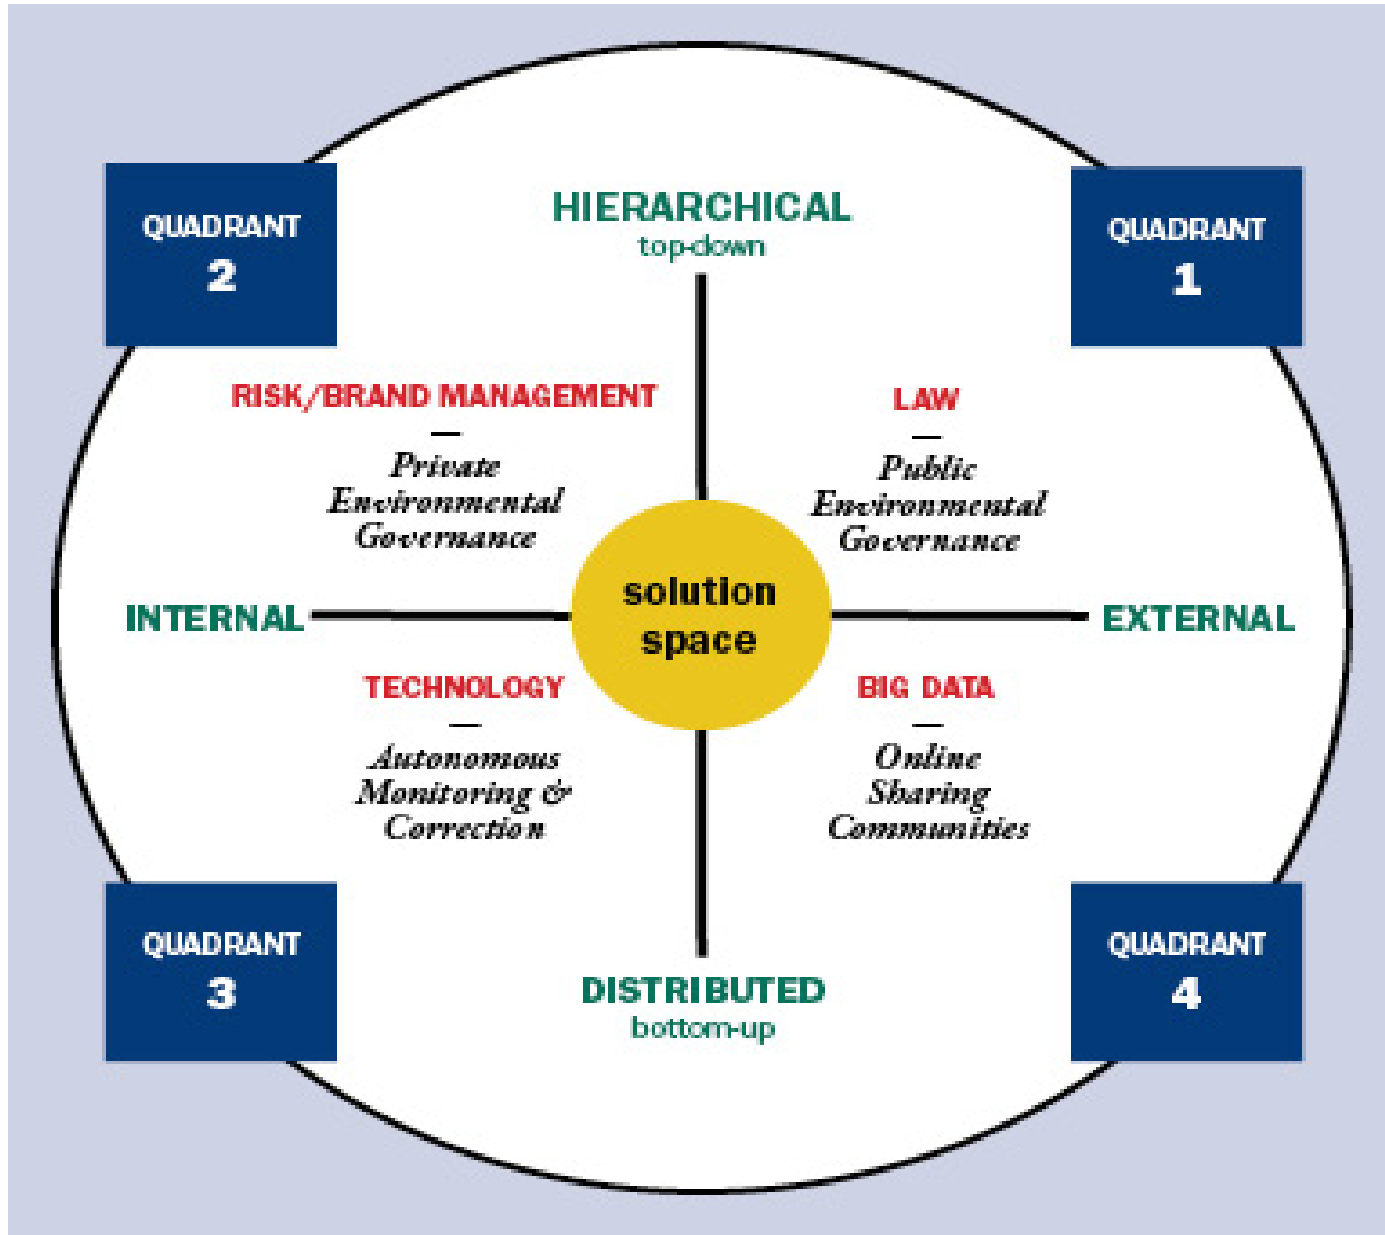 HIERARCHICAL
top-down
QUADRANT
2
QUADRANT
1
RISK/BRAND MANAGEMENT
Private
Environmental
Governance
LAW
Public
Environmental
Governance
INTERNAL
solution
space
EXTERNAL
TECHNOLOGY
Autonomous
Monitoring &
Correction
BIG DATA
Online
Sharing
Communities
QUADRANT
3
DISTRIBUTED
bottom-up
QUADRANT
4